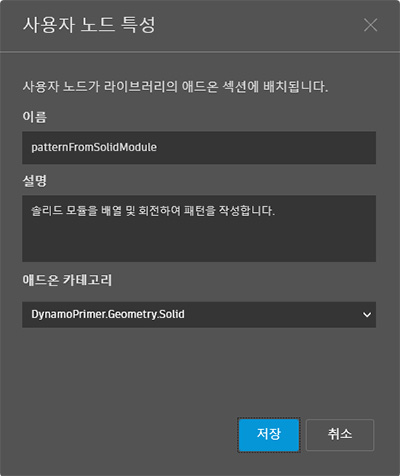 사용자 노드 특성
사용자 노드가 라이브러리의 애드온 섹션에 배치됩니다.
이름
patternFromSolidModule
설명
솔리드 모듈을 배열 및 회전하여 패턴을 작성합니다.
애드온 카테고리
DynamoPrimer.Geometry.Solid
저장 취소